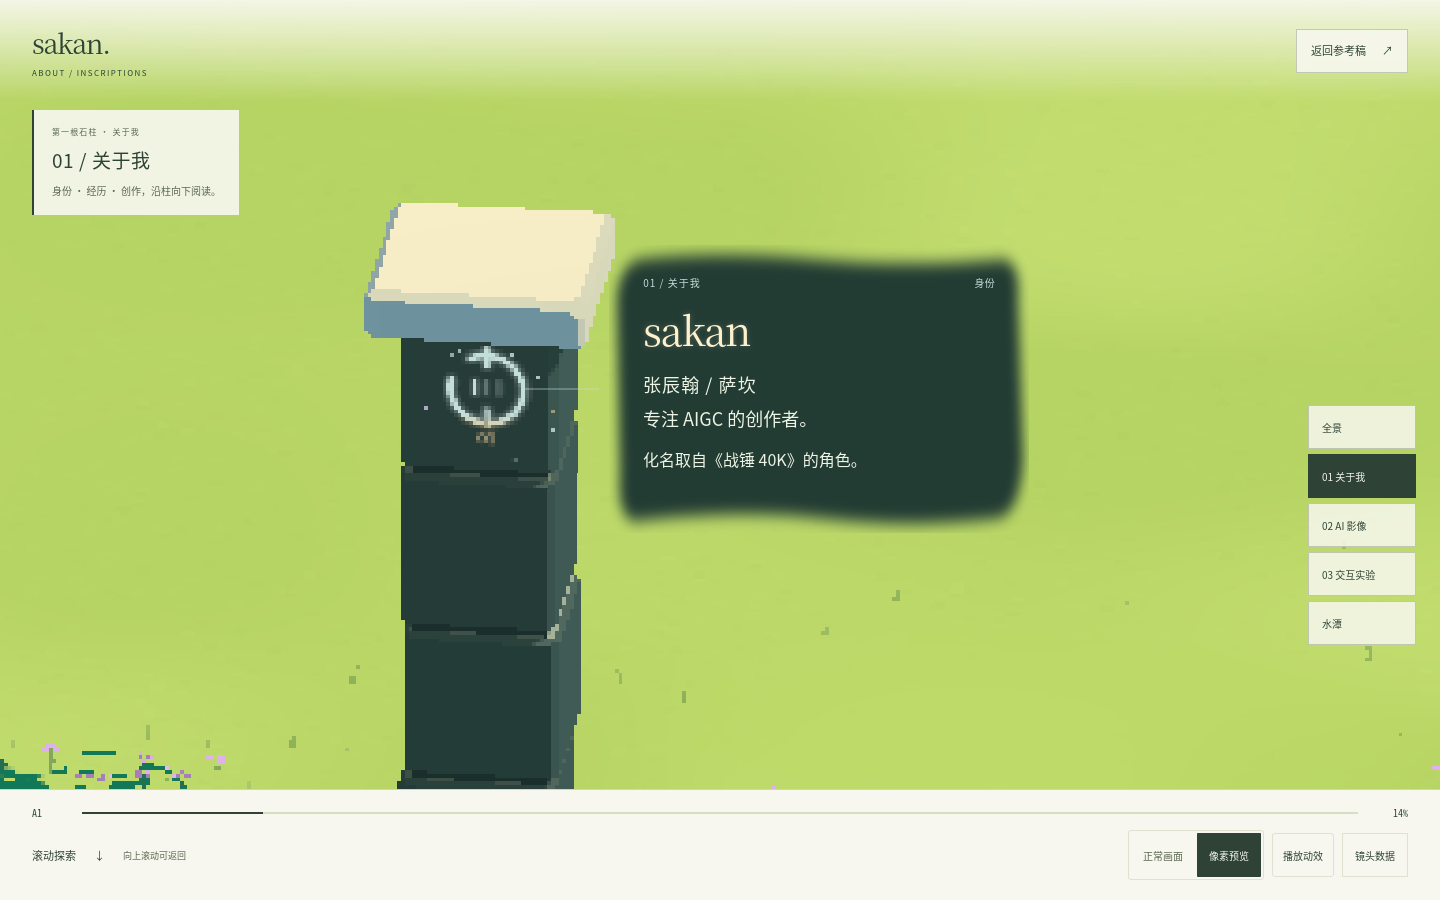 sakan.
ABOUT / INSCRIPTIONS
返回参考稿 ↗
第一根石柱 · 关于我
01 / 关于我
身份 · 经历 · 创作，沿柱向下阅读。
01 / 关于我
身份
sakan
张辰翰 / 萨坎
专注 AIGC 的创作者。
化名取自《战锤 40K》的角色。
全景
01 关于我
02 AI 影像
03 交互实验
水潭
A1
14%
滚动探索 ↓ 向上滚动可返回
正常画面
像素预览
播放动效
镜头数据